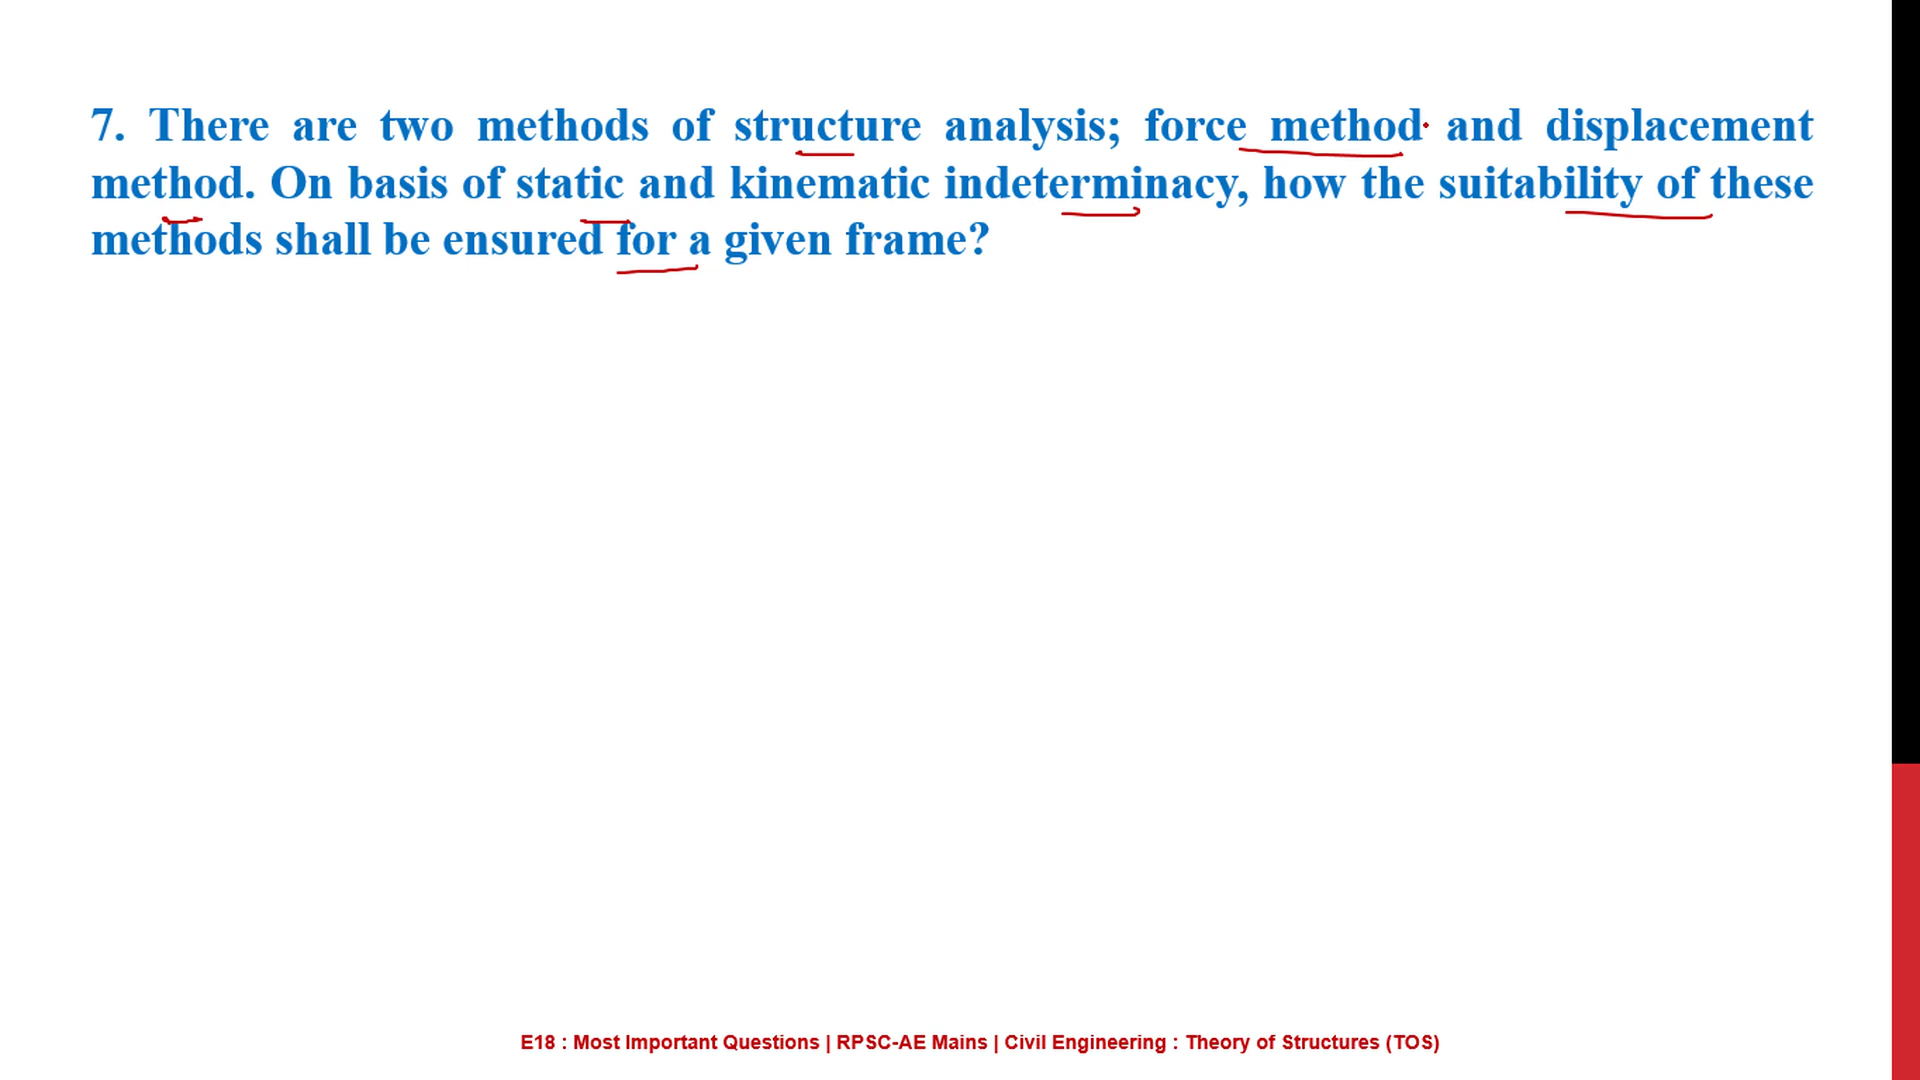 7. There are two methods of structure analysis; force method and displacement
method. On basis of static and kinematic indeterminacy, how the suitability of these
methods shall be ensured for a given frame?
E18 : Most Important Questions | RPSC-AE Mains | Civil Engineering : Theory of Structures (TOS)